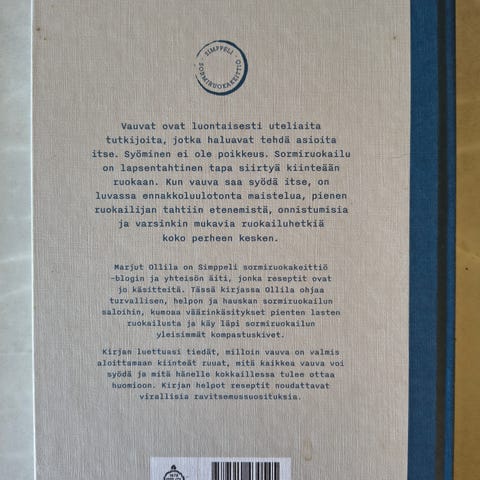 SIMPPELI
SORMIRUOKAKEITTIÖ
Vauvat ovat luontaisesti uteliaita
tutkijoita, jotka haluavat tehdä asioita
itse. Syöminen ei ole poikkeus. Sormiruokailu
on lapsentahtinen tapa siirtyä kiinteään
ruokaan. Kun vauva saa syödä itse, on
luvassa ennakkoluulotonta maistelua, pienen
ruokailijan tahtiin etenemistä, onnistumisia
ja varsinkin mukavia ruokailuhetkiä
koko perheen kesken.
Marjut Ollila on Simppeli sormiruokakeittiö
-blogin ja yhteisön äiti, jonka reseptit ovat
jo käsitteitä. Tässä kirjassa Ollila ohjaa
turvallisen, helpon ja hauskan sormiruokailun
saloihin, kumoaa väärinkäsitykset pienten lasten
ruokailusta ja käy läpi sormiruokailun
yleisimmät kompastuskivet.
Kirjan luettuasi tiedät, milloin vauva on valmis
aloittamaan kiinteät ruuat, mitä kaikkea vauva voi
syödä ja mitä hänelle kokkaillessa tulee ottaa
huomioon. Kirjan helpot reseptit noudattavat
virallisia ravitsemussuosituksia.
1878